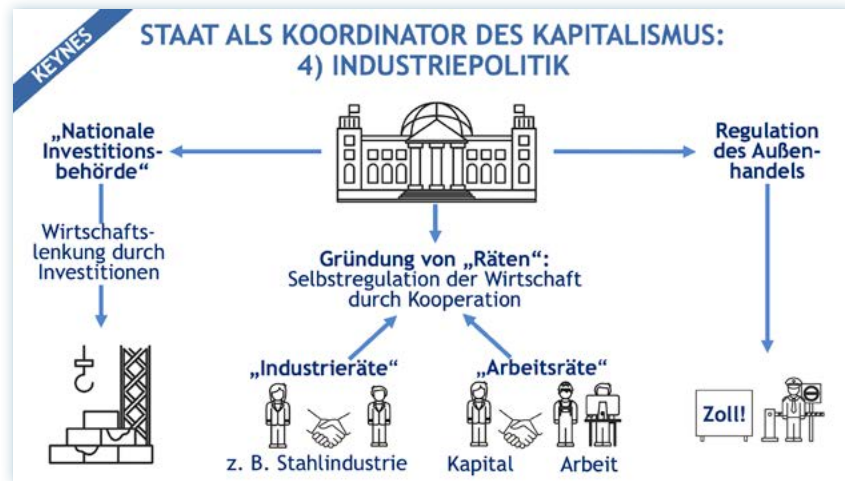 KEYNES
STAAT ALS KOORDINATOR DES KAPITALISMUS:
4) INDUSTRIEPOLITIK
„Nationale
Investitions-
behörde“
Wirtschafts-
lenkung durch
Investitionen
Gründung von „Räten“:
Selbstregulation der Wirtschaft
durch Kooperation
„Industrieräte“
z. B. Stahlindustrie
„Arbeitsräte“
Kapital
Arbeit
Regulation
des Außen-
handels
Zoll!